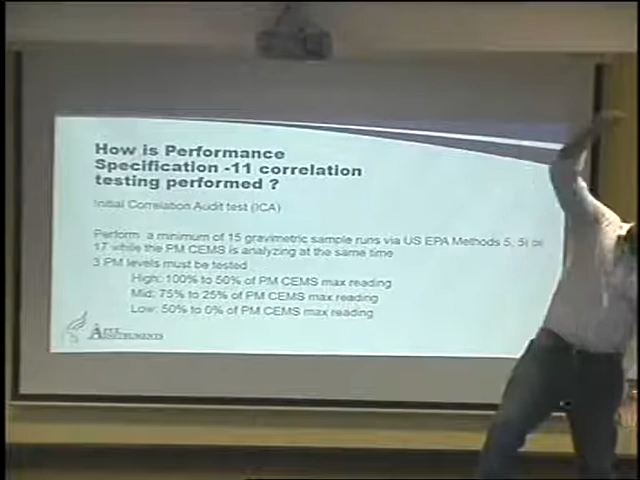 How is Performance
Specification -11 correlation
testing performed ?
Initial Correlation Audit test (ICA)
Perform a minimum of 15 gravimetric sample runs via US EPA Methods 5, 5i or
17 while the PM CEMS is analyzing at the same time
3 PM levels must be tested
High: 100% to 50% of PM CEMS max reading
Mid: 75% to 25% of PM CEMS max reading
Low: 50% to 0% of PM CEMS max reading
APEX INSTRUMENTS